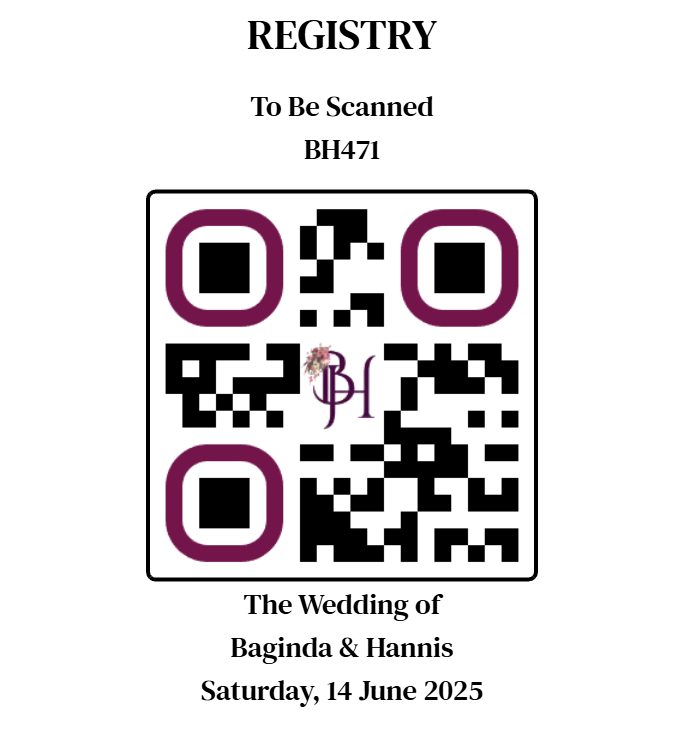 REGISTRY
To Be Scanned
BH471
BH
The Wedding of
Baginda & Hannis
Saturday, 14 June 2025